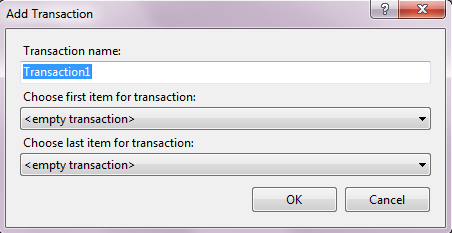 Add Transaction
Transaction name:
Transaction1
Choose first item for transaction:
<empty transaction>
Choose last item for transaction:
<empty transaction>
OK Cancel